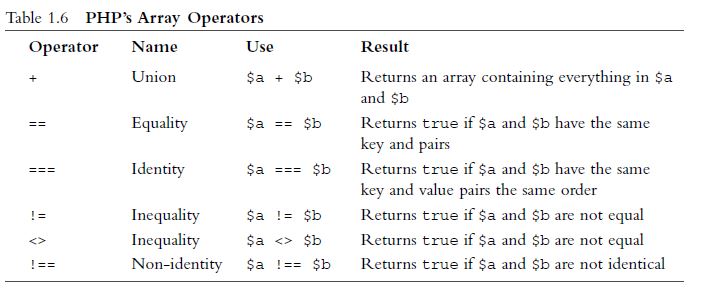 Table 1.6 PHP's Array Operators
Operator Name Use Result
+ Union $a + $b Returns an array containing everything in $a
and $b
== Equality $a == $b Returns true if $a and $b have the same
key and pairs
=== Identity $a === $b Returns true if $a and $b have the same
key and value pairs the same order
!= Inequality $a != $b Returns true if $a and $b are not equal
<> Inequality $a <> $b Returns true if $a and $b are not equal
!== Non-identity $a !== $b Returns true if $a and $b are not identical